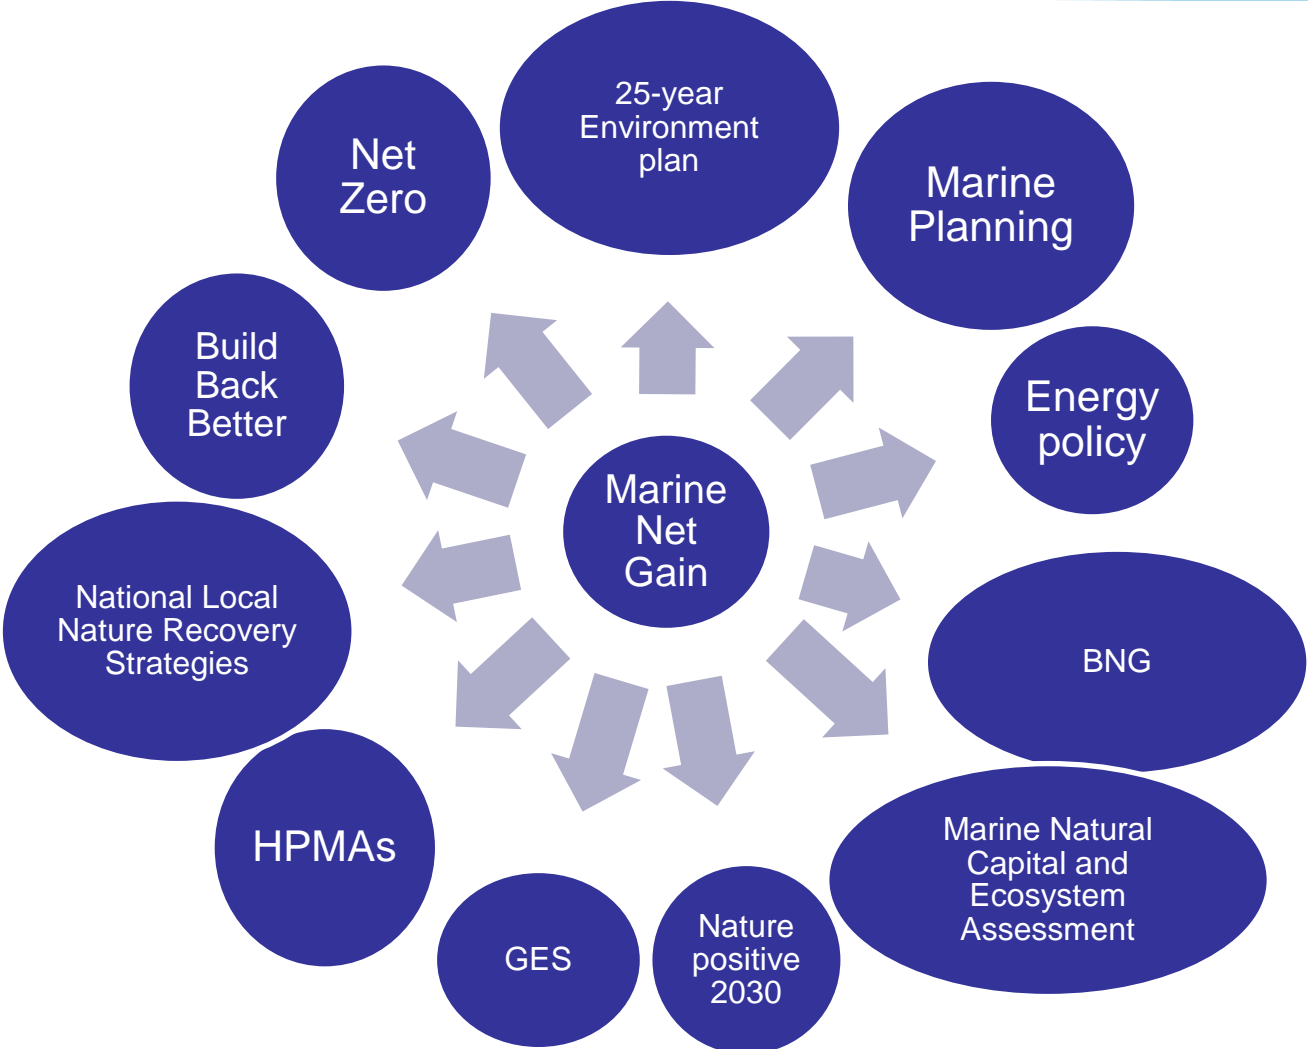 25-year
Environment
plan
Marine
Planning
Energy
policy
BNG
Marine Natural
Capital and
Ecosystem
Assessment
Nature
positive
2030
GES
HPMAs
National Local
Nature Recovery
Strategies
Build
Back
Better
Net
Zero
Marine
Net
Gain